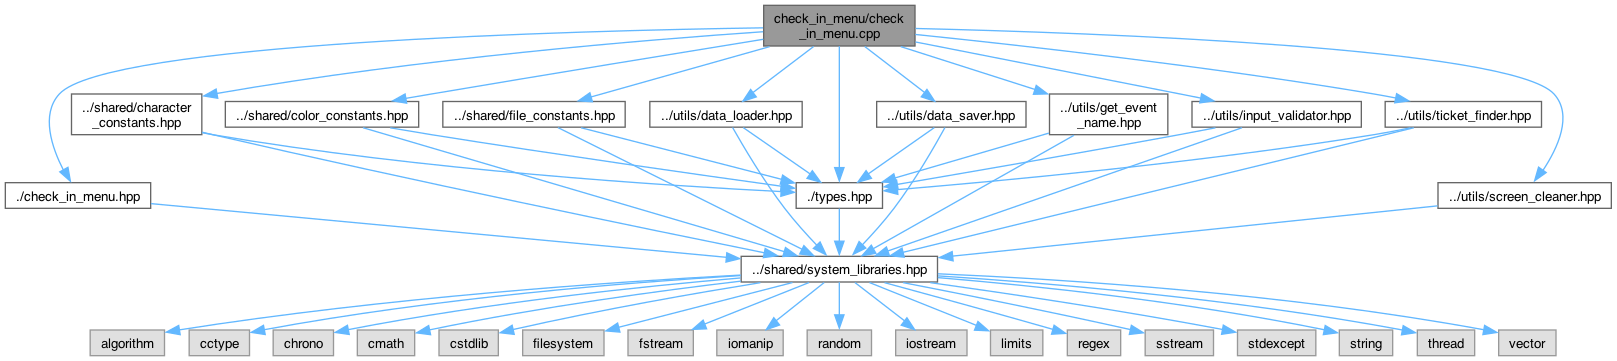 check_in_menu/check
_in_menu.cpp
../shared/character
_constants.hpp
../shared/color_constants.hpp
../shared/file_constants.hpp
../utils/data_loader.hpp
../utils/data_saver.hpp
../utils/get_event
_name.hpp
../utils/input_validator.hpp
../utils/ticket_finder.hpp
./check_in_menu.hpp
./types.hpp
../utils/screen_cleaner.hpp
../shared/system_libraries.hpp
algorithm
cctype
chrono
cmath
cstdlib
filesystem
fstream
iomanip
random
iostream
limits
regex
sstream
stdexcept
string
thread
vector